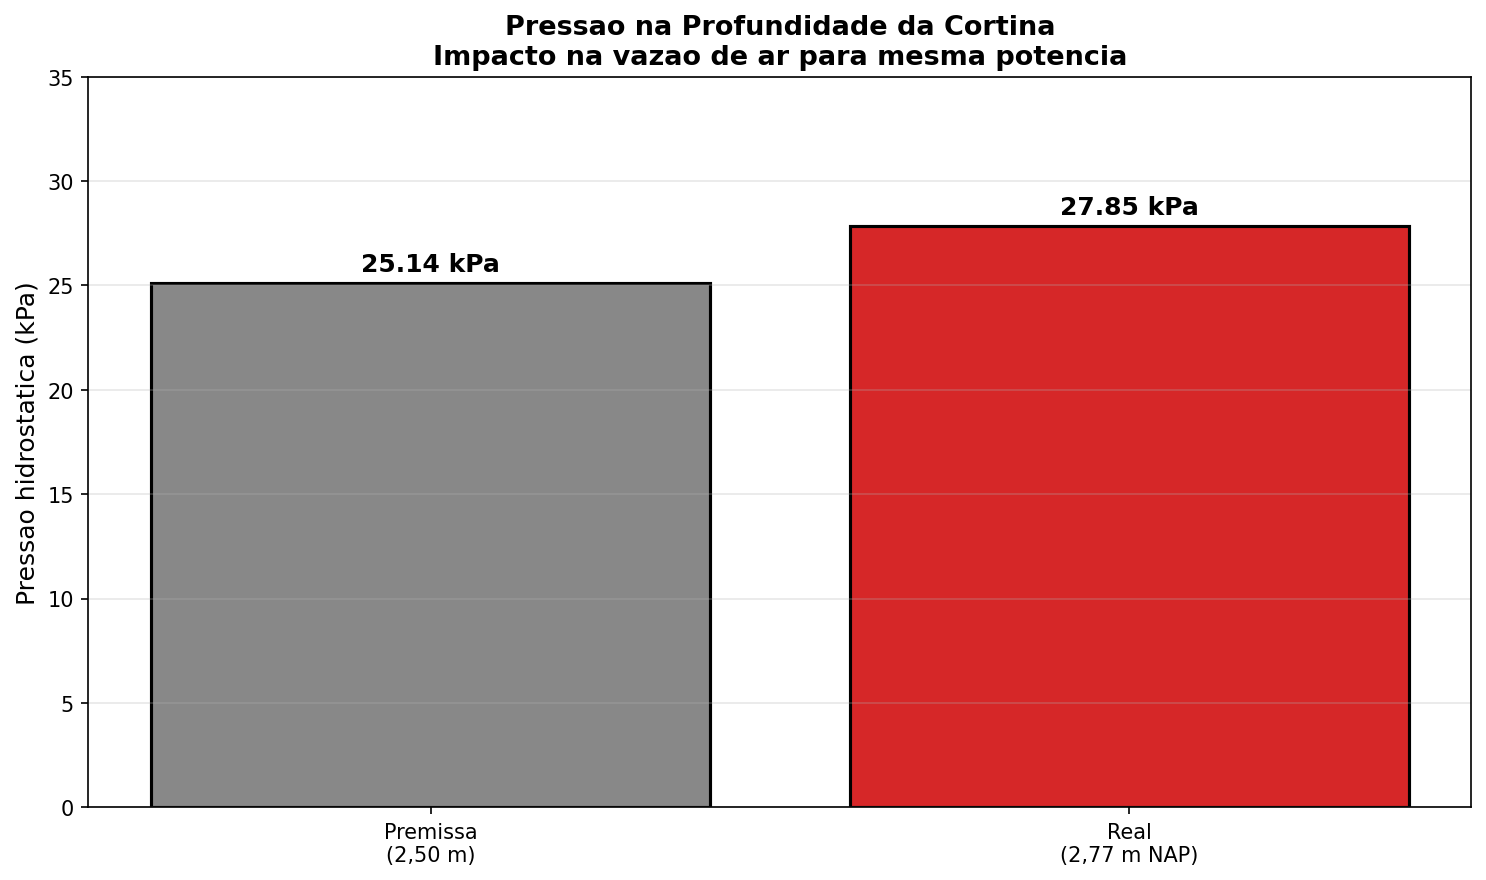 Pressao na Profundidade da Cortina
Impacto na vazao de ar para mesma potencia
Pressao hidrostatica (kPa)
35
30
25
20
15
10
5
0
25.14 kPa
27.85 kPa
Premissa
(2,50 m)
Real
(2,77 m NAP)